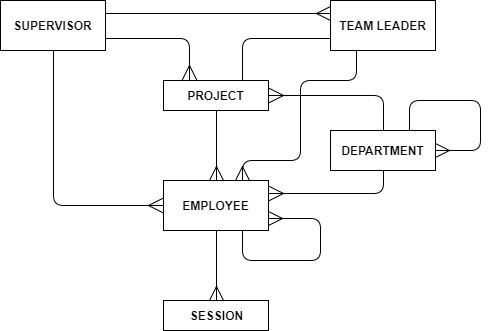 SUPERVISOR
TEAM LEADER
PROJECT
DEPARTMENT
EMPLOYEE
SESSION